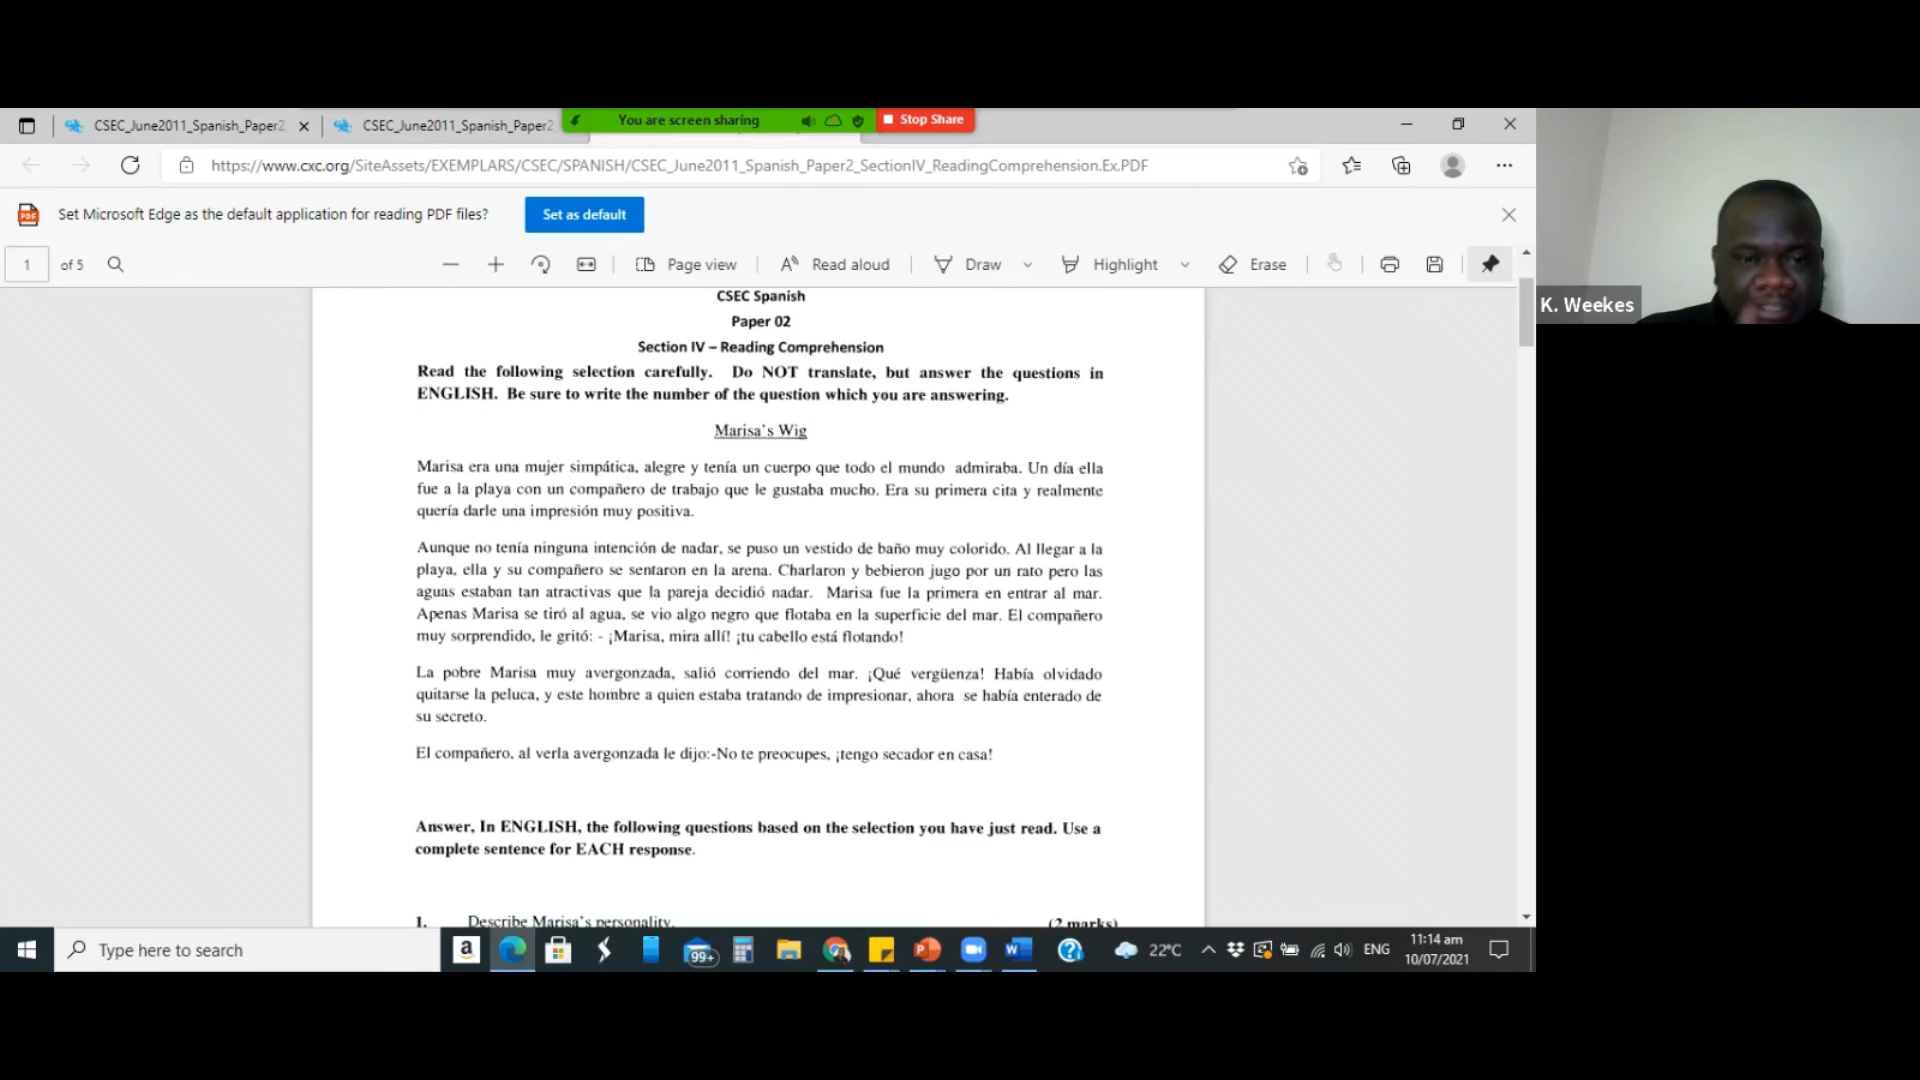 CSEC_June2011_Spanish_Paper2
CSEC_June2011_Spanish_Paper2
You are screen sharing
Stop Share
https://www.cxc.org/SiteAssets/EXEMPLARS/CSEC/SPANISH/CSEC_June2011_Spanish_Paper2_SectionIV_ReadingComprehension.Ex.PDF
PDF
Set Microsoft Edge as the default application for reading PDF files?
Set as default
1 of 5
Page view
Read aloud
Draw
Highlight
Erase
K. Weekes
CSEC Spanish
Paper 02
Section IV – Reading Comprehension
Read the following selection carefully. Do NOT translate, but answer the questions in
ENGLISH. Be sure to write the number of the question which you are answering.
Marisa's Wig
Marisa era una mujer simpática, alegre y tenía un cuerpo que todo el mundo admiraba. Un día ella
fue a la playa con un compañero de trabajo que le gustaba mucho. Era su primera cita y realmente
quería darle una impresión muy positiva.
Aunque no tenía ninguna intención de nadar, se puso un vestido de baño muy colorido. Al llegar a la
playa, ella y su compañero se sentaron en la arena. Charlaron y bebieron jugo por un rato pero las
aguas estaban tan atractivas que la pareja decidió nadar. Marisa fue la primera en entrar al mar.
Apenas Marisa se tiró al agua, se vio algo negro que flotaba en la superficie del mar. El compañero
muy sorprendido, le gritó: - ¡Marisa, mira allí! ¡tu cabello está flotando!
La pobre Marisa muy avergonzada, salió corriendo del mar. ¡Qué vergüenza! Había olvidado
quitarse la peluca, y este hombre a quien estaba tratando de impresionar, ahora se había enterado de
su secreto.
El compañero, al verla avergonzada le dijo:-No te preocupes, ¡tengo secador en casa!
Answer, In ENGLISH, the following questions based on the selection you have just read. Use a
complete sentence for EACH response.
1. Describe Marisa's personality. (2 marks)
Type here to search
a
99+
W
22°C
ENG
11:14 am
10/07/2021